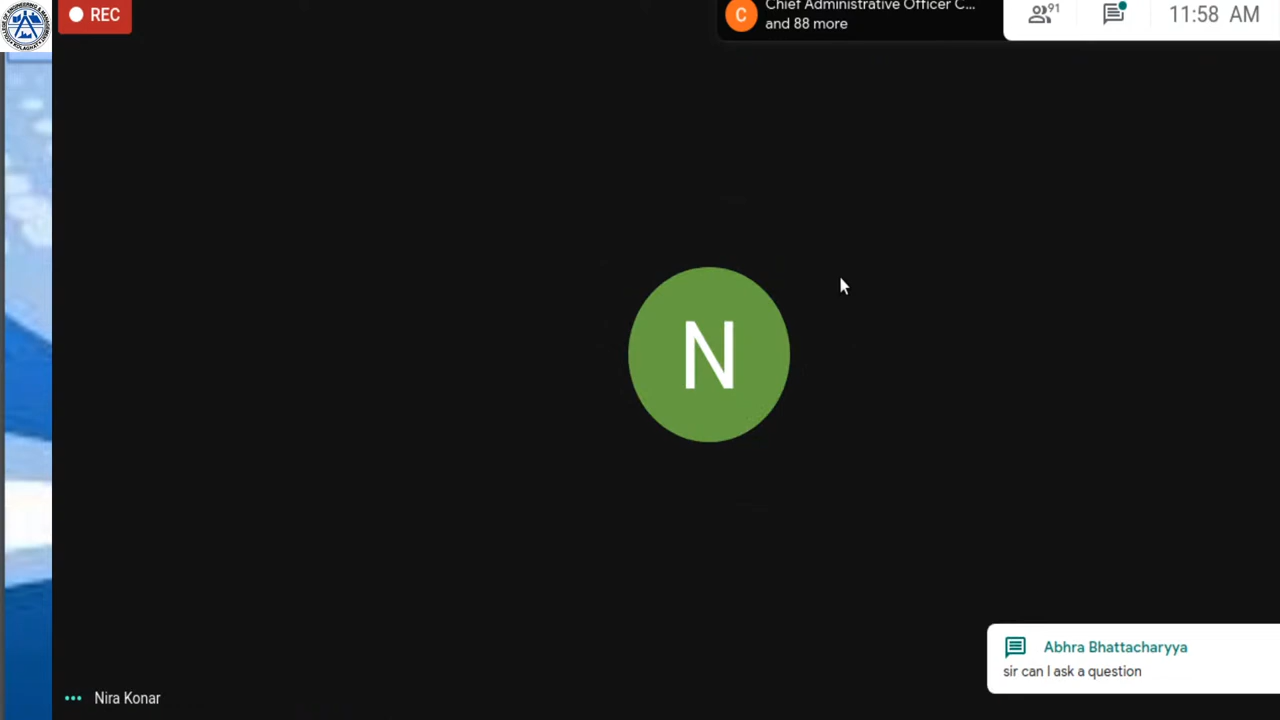 REC
C
Chief Administrative Officer C...
and 88 more
91
11:58 AM
N
Abhra Bhattacharyya
sir can I ask a question
Nira Konar